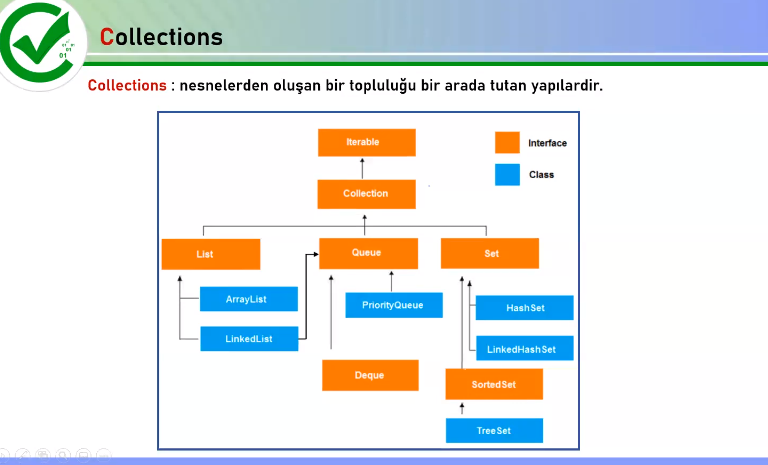 Collections
Collections : nesnelerden oluşan bir topluluğu bir arada tutan yapılardir.
Iterable
Interface
Class
Collection
List
Queue
Set
ArrayList
PriorityQueue
HashSet
LinkedList
LinkedHashSet
Deque
SortedSet
TreeSet